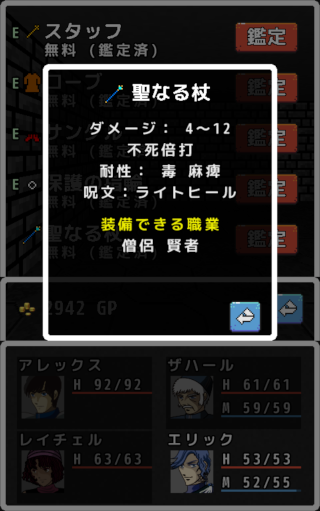 E スタッフ
無料 (鑑定済)
鑑定
E ローブ
無料 (鑑定済)
鑑定
聖なる杖
ダメージ： 4～12
不死倍打
耐性： 毒 麻痺
呪文：ライトヒール
装備できる職業
僧侶 賢者
E サン
鑑定
E 保護の
鑑定
聖なる杖
鑑定
2942 GP
アレックス
H 92/92
ザハール
H 61/61
M 59/59
レイチェル
H 63/63
エリック
H 53/53
M 52/55